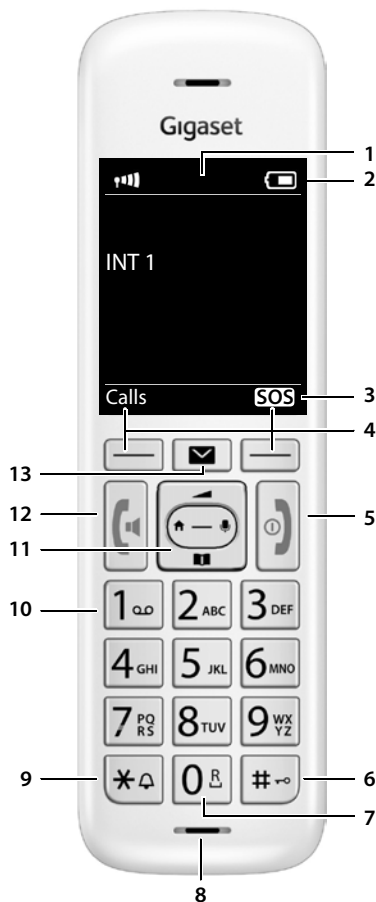 Gigaset
1
2
INT 1
Calls SOS 3
4
13
12
5
11
10 1 2 ABC 3 DEF
4 GHI 5 JKL 6 MNO
7 PQRS 8 TUV 9 WXYZ
9 * 0 R # 6
7
8